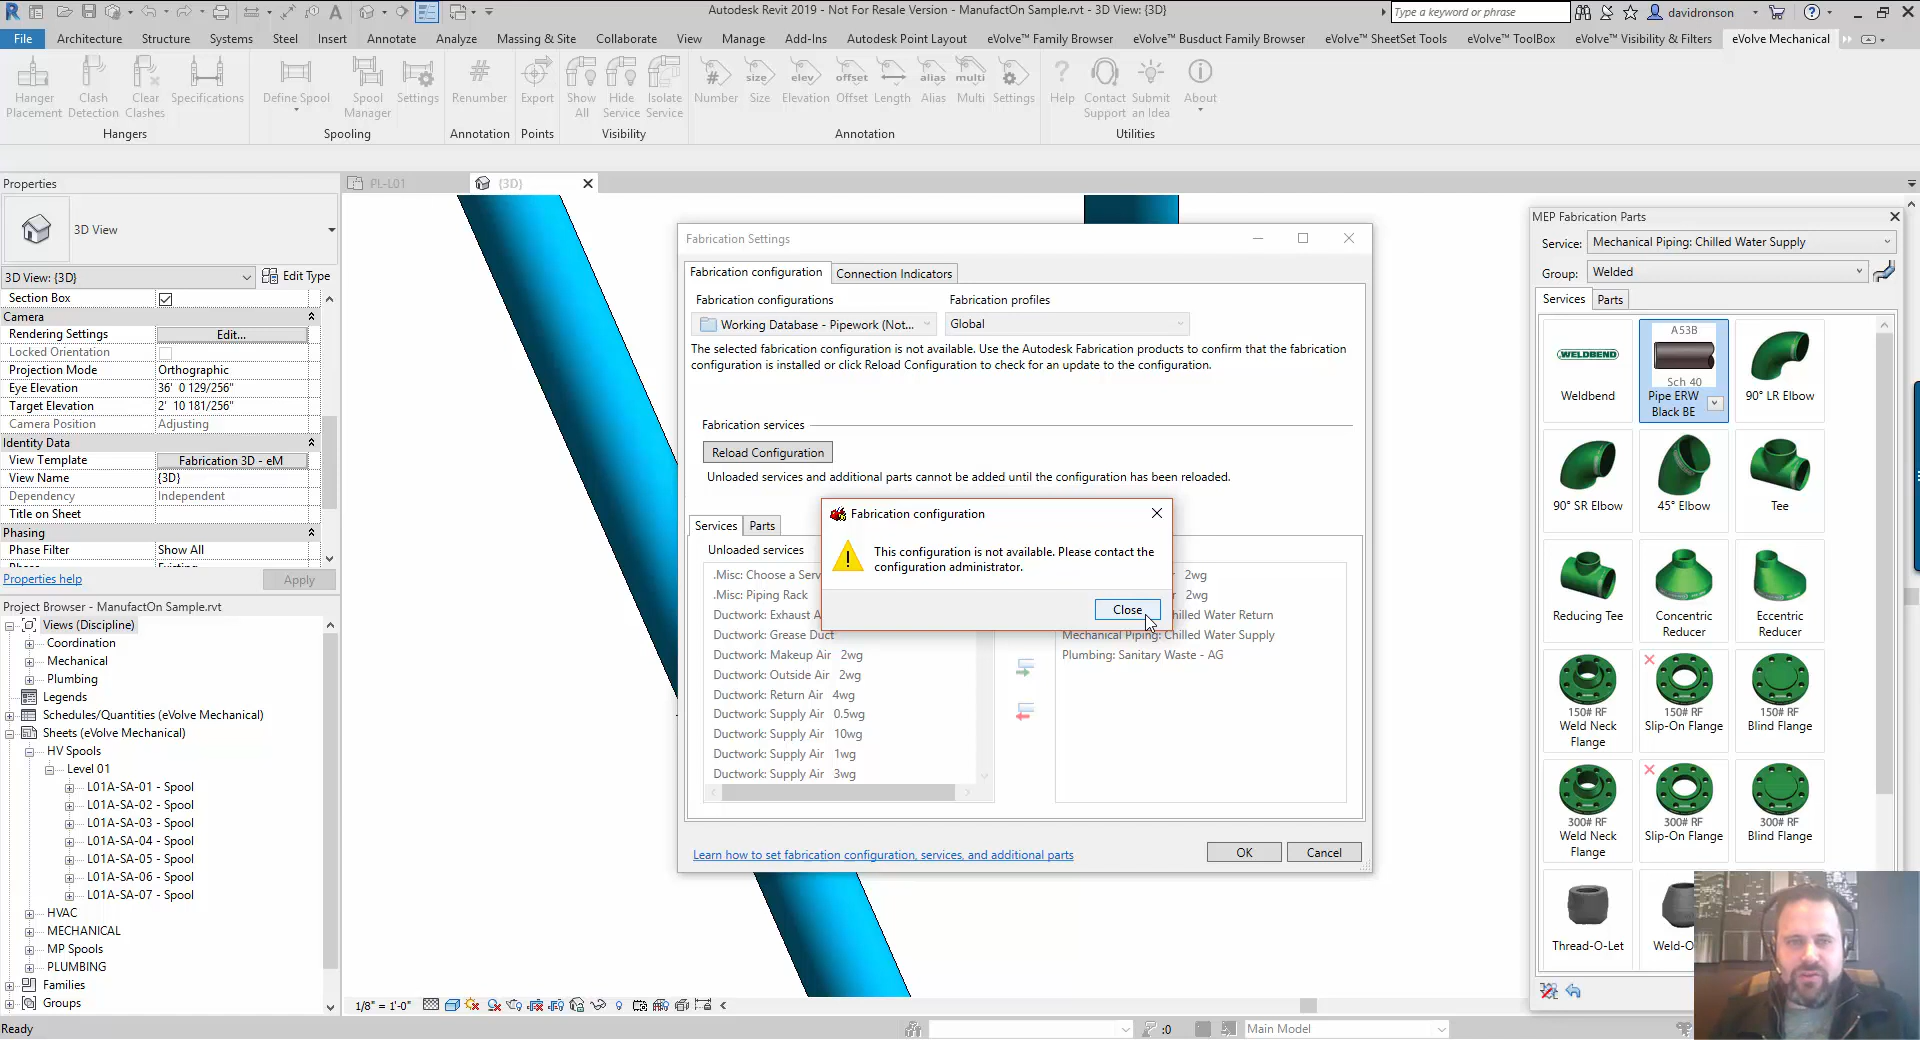 Autodesk Revit 2019 - Not For Resale Version - ManufactOn Sample.rvt - 3D View: {3D}
Type a keyword or phrase
davidronson
File Architecture Structure Systems Steel Insert Annotate Analyze Massing & Site Collaborate View Manage Add-Ins Autodesk Point Layout eVolve™ Family Browser eVolve™ Busduct Family Browser eVolve™ SheetSet Tools eVolve™ ToolBox eVolve™ Visibility & Filters eVolve Mechanical
# size elev offset alias multi
Hanger Placement
Clash Detection
Clear Clashes
Specifications
Define Spool
Spool Manager
Settings
Renumber
Export
Show All
Hide Service
Isolate Service
Number
Size
Elevation
Offset
Length
Alias
Multi
Settings
Help
Contact Support
Submit an Idea
About
Hangers
Spooling
Annotation
Points
Visibility
Annotation
Utilities
Properties
PL-L01
{3D}
3D View
3D View: {3D}
Edit Type
Section Box
Camera
Rendering Settings Edit...
Locked Orientation
Projection Mode Orthographic
Eye Elevation 36' 0 129/256"
Target Elevation 2' 10 181/256"
Camera Position Adjusting
Identity Data
View Template Fabrication 3D - eM
View Name {3D}
Dependency Independent
Title on Sheet
Phasing
Phase Filter Show All
Properties help
Apply
Project Browser - ManufactOn Sample.rvt
Views (Discipline)
Coordination
Mechanical
Plumbing
Legends
Schedules/Quantities (eVolve Mechanical)
Sheets (eVolve Mechanical)
HV Spools
Level 01
L01A-SA-01 - Spool
L01A-SA-02 - Spool
L01A-SA-03 - Spool
L01A-SA-04 - Spool
L01A-SA-05 - Spool
L01A-SA-06 - Spool
L01A-SA-07 - Spool
HVAC
MECHANICAL
MP Spools
PLUMBING
Families
Groups
Ready
1/8" = 1'-0"
:0
Main Model
Fabrication Settings
Fabrication configuration
Connection Indicators
Fabrication configurations
Fabrication profiles
Working Database - Pipework (Not...
Global
The selected fabrication configuration is not available. Use the Autodesk Fabrication products to confirm that the fabrication
configuration is installed or click Reload Configuration to check for an update to the configuration.
Fabrication services
Reload Configuration
Unloaded services and additional parts cannot be added until the configuration has been reloaded.
Services
Parts
Unloaded services
.Misc: Choose a Serv
.Misc: Piping Rack
Ductwork: Exhaust A
Ductwork: Grease Duct
Ductwork: Makeup Air 2wg
Ductwork: Outside Air 2wg
Ductwork: Return Air 4wg
Ductwork: Supply Air 0.5wg
Ductwork: Supply Air 10wg
Ductwork: Supply Air 1wg
Ductwork: Supply Air 3wg
2wg
2wg
hilled Water Return
Mechanical Piping: Chilled Water Supply
Plumbing: Sanitary Waste - AG
Fabrication configuration
This configuration is not available. Please contact the
configuration administrator.
Close
Learn how to set fabrication configuration, services, and additional parts
OK
Cancel
MEP Fabrication Parts
Service: Mechanical Piping: Chilled Water Supply
Group: Welded
Services
Parts
WELDBEND
Weldbend
A53B
Sch 40
Pipe ERW
Black BE
90° LR Elbow
90° SR Elbow
45° Elbow
Tee
Reducing Tee
Concentric
Reducer
Eccentric
Reducer
150# RF
Weld Neck
Flange
150# RF
Slip-On Flange
150# RF
Blind Flange
300# RF
Weld Neck
Flange
300# RF
Slip-On Flange
300# RF
Blind Flange
Thread-O-Let
Weld-O